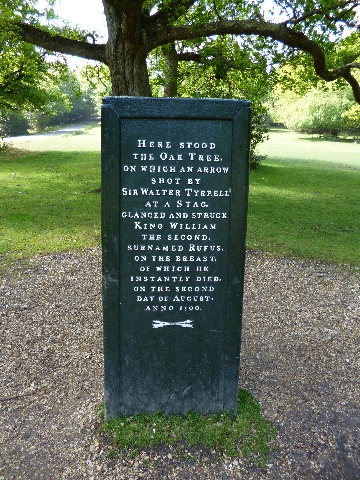 HERE STOOD
THE OAK TREE,
ON WHICH AN ARROW
SHOT BY
SIR WALTER TYRRELL
AT A STAG,
GLANCED AND STRUCK
KING WILLIAM
THE SECOND,
SURNAMED RUFUS,
ON THE BREAST,
OF WHICH HE
INSTANTLY DIED,
ON THE SECOND
DAY OF AUGUST,
ANNO 1100.